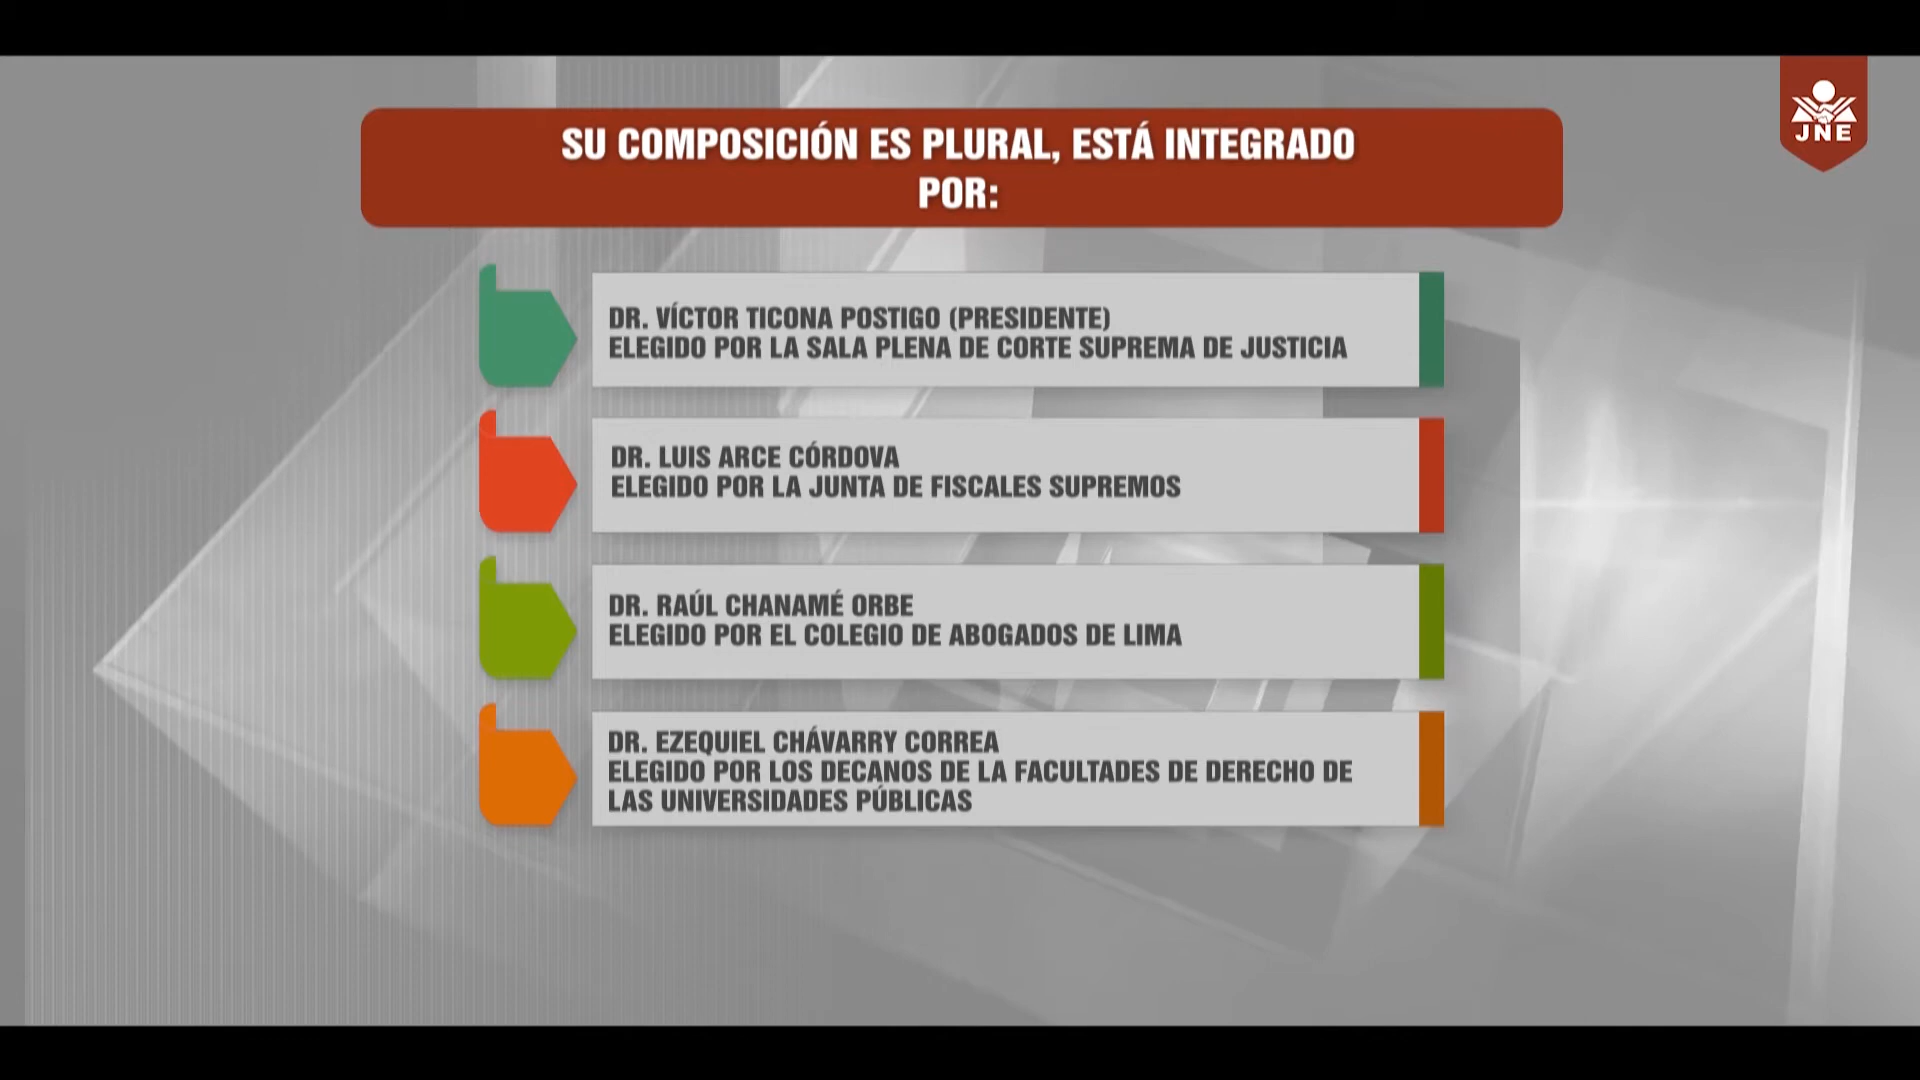 SU COMPOSICIÓN ES PLURAL, ESTÁ INTEGRADO
POR:
JNE
DR. VÍCTOR TICONA POSTIGO (PRESIDENTE)
ELEGIDO POR LA SALA PLENA DE CORTE SUPREMA DE JUSTICIA
DR. LUIS ARCE CÓRDOVA
ELEGIDO POR LA JUNTA DE FISCALES SUPREMOS
DR. RAÚL CHANAMÉ ORBE
ELEGIDO POR EL COLEGIO DE ABOGADOS DE LIMA
DR. EZEQUIEL CHÁVARRY CORREA
ELEGIDO POR LOS DECANOS DE LA FACULTADES DE DERECHO DE
LAS UNIVERSIDADES PÚBLICAS